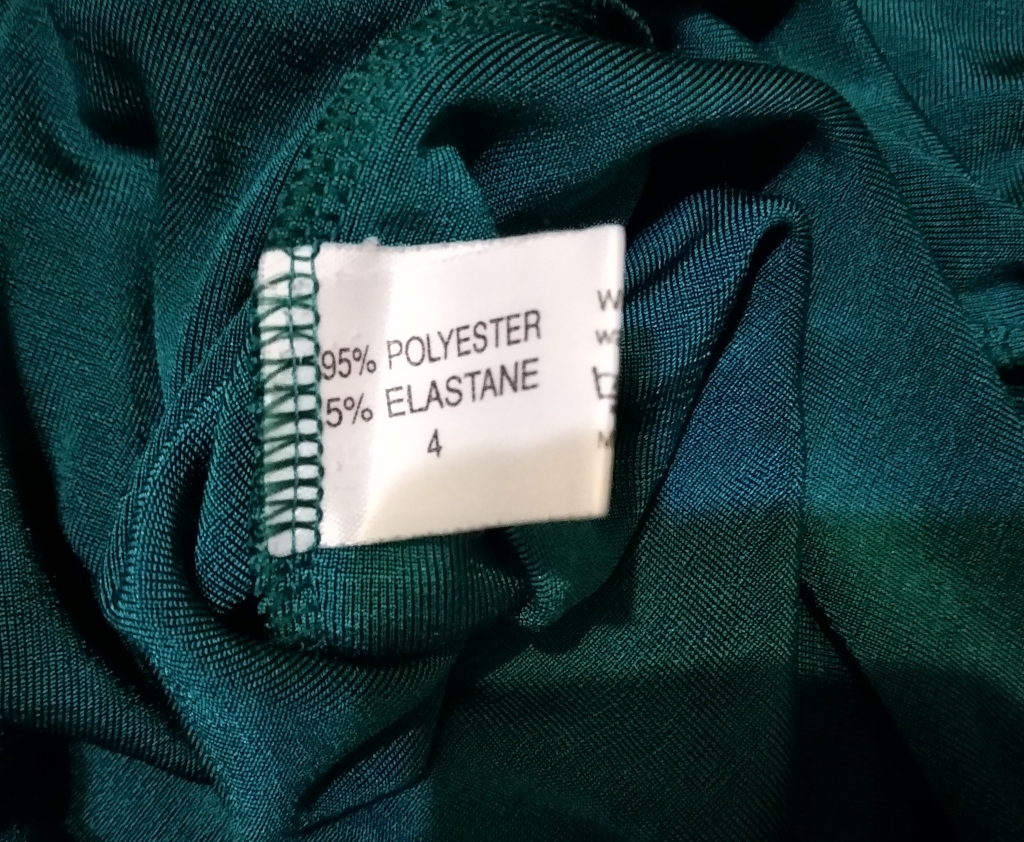 95% POLYESTER
5% ELASTANE
4